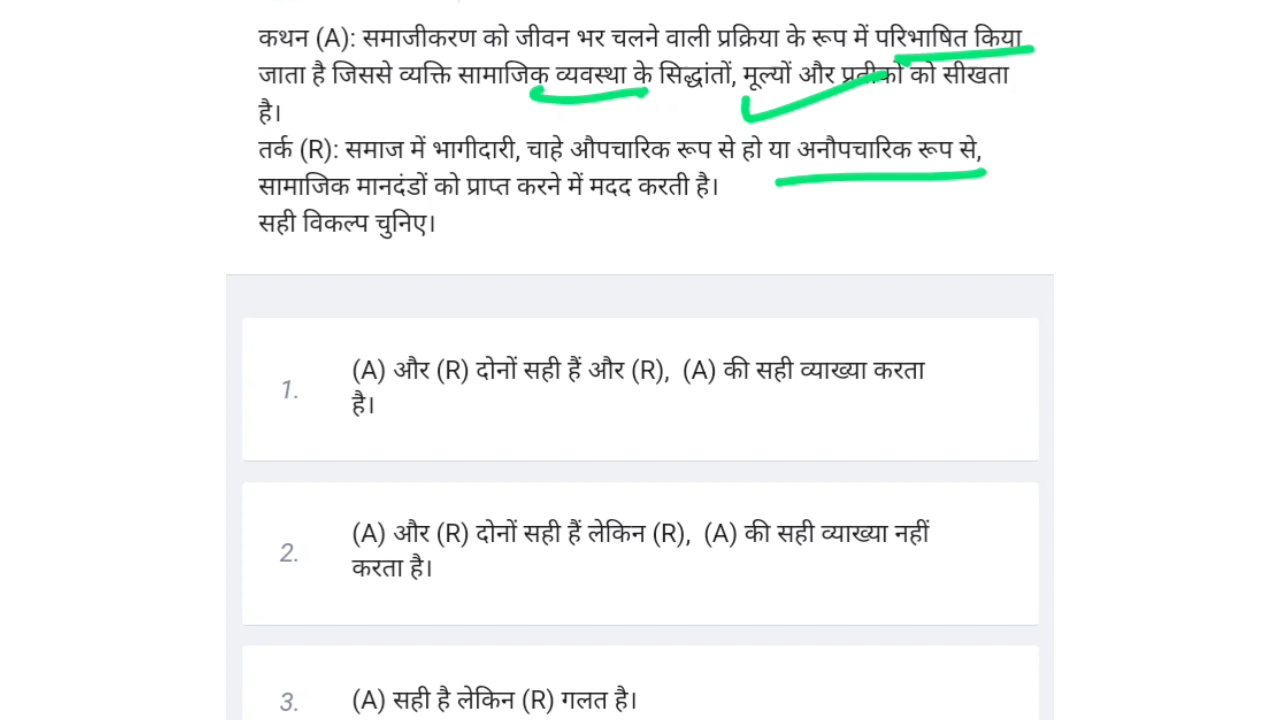 कथन (A): समाजीकरण को जीवन भर चलने वाली प्रक्रिया के रूप में परिभाषित किया
जाता है जिससे व्यक्ति सामाजिक व्यवस्था के सिद्धांतों, मूल्यों और प्रतीकों को सीखता
है।
तर्क (R): समाज में भागीदारी, चाहे औपचारिक रूप से हो या अनौपचारिक रूप से,
सामाजिक मानदंडों को प्राप्त करने में मदद करती है।
सही विकल्प चुनिए।
1. (A) और (R) दोनों सही हैं और (R), (A) की सही व्याख्या करता
है।
2. (A) और (R) दोनों सही हैं लेकिन (R), (A) की सही व्याख्या नहीं
करता है।
3. (A) सही है लेकिन (R) गलत है।